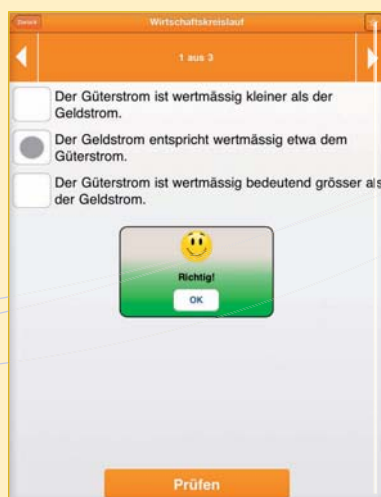 Zurück
Wirtschaftskreislauf
1 aus 3
Der Güterstrom ist wertmässig kleiner als der
Geldstrom.
Der Geldstrom entspricht wertmässig etwa dem
Güterstrom.
Der Güterstrom ist wertmässig bedeutend grösser als
der Geldstrom.
Richtig!
OK
Prüfen